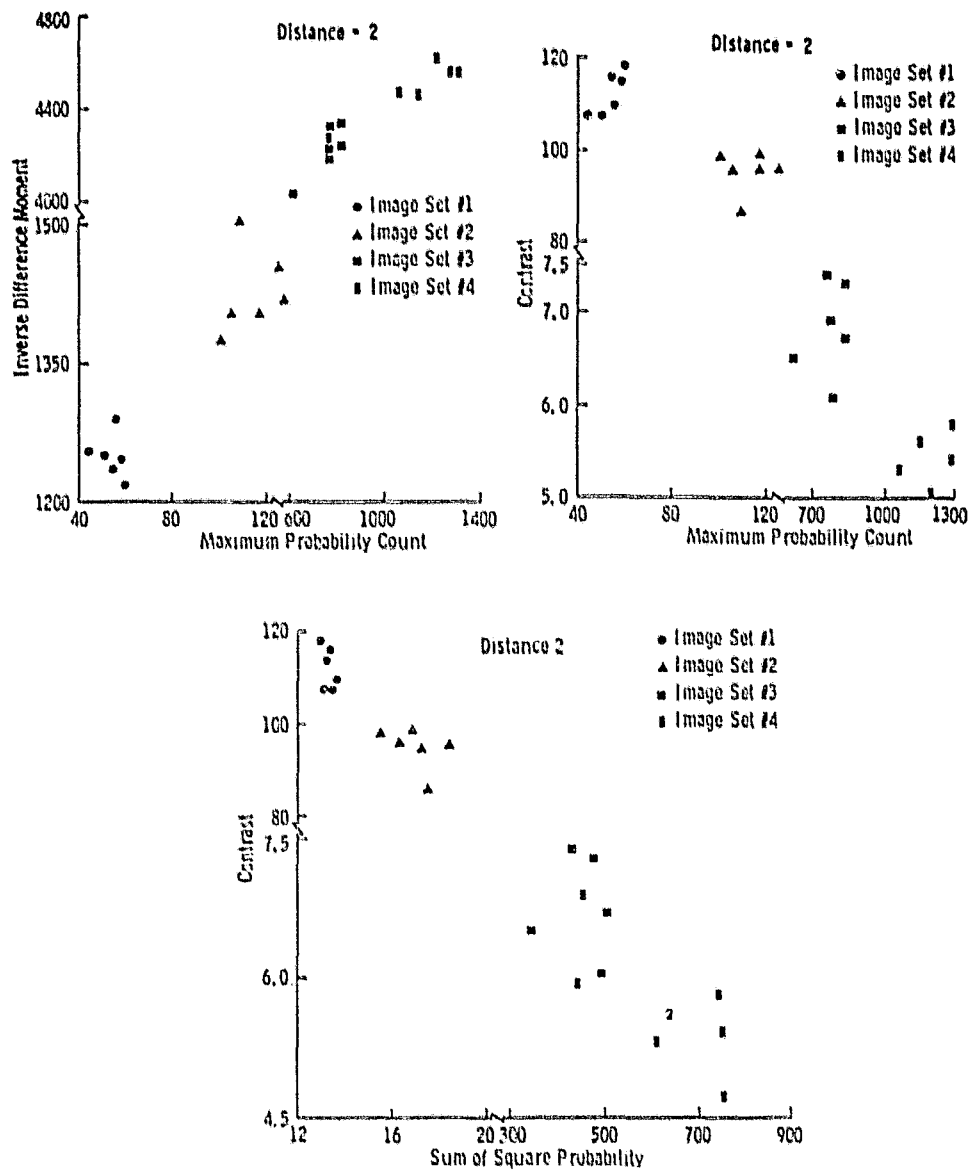 4800
Distance = 2
4400
4000
1500
1350
1200
Inverse Difference Moment
Image Set #1
Image Set #2
Image Set #3
Image Set #4
40 80 120 600 1000 1400
Maximum Probability Count
Distance = 2
120
100
80
7.5
7.0
6.0
5.0
Contrast
Image Set #1
Image Set #2
Image Set #3
Image Set #4
40 80 120 700 1000 1300
Maximum Probability Count
120
100
80
7.5
6.0
4.5
Contrast
Distance 2
Image Set #1
Image Set #2
Image Set #3
Image Set #4
2
2
12 16 20 300 500 700 900
Sum of Square Probability